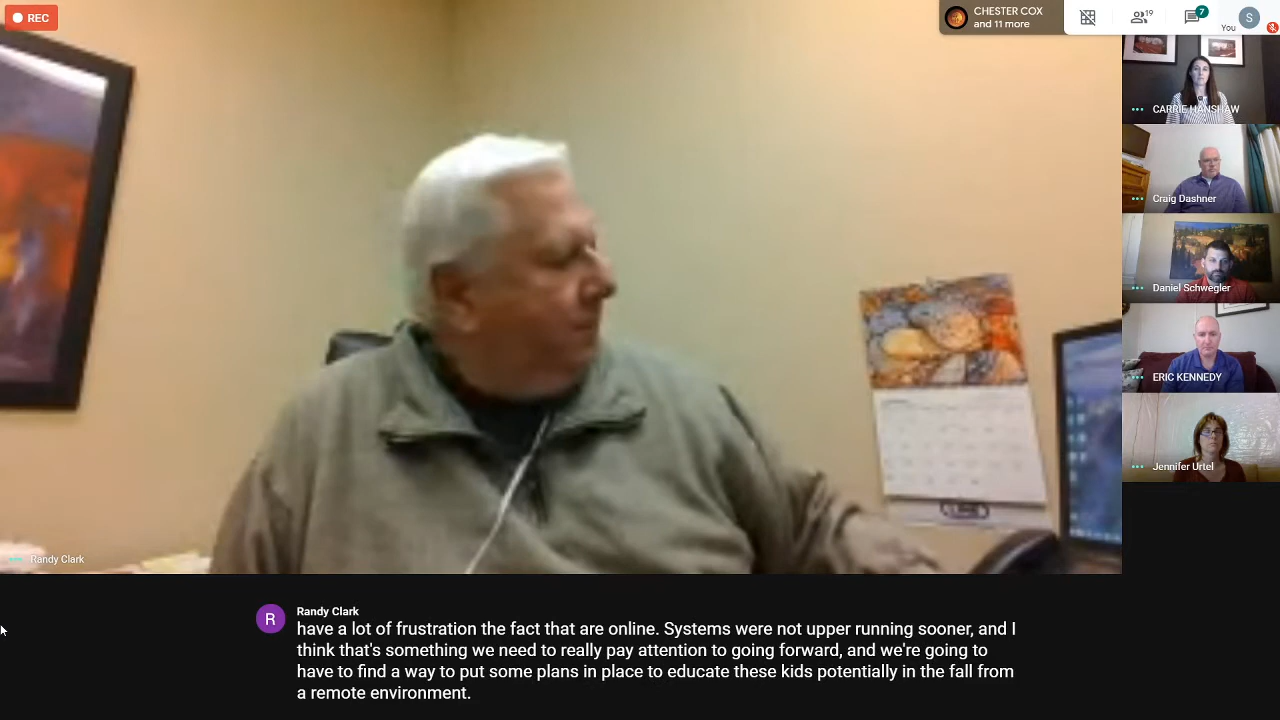 REC
CHESTER COX
and 11 more
19
7
You
S
CARRIE HANSHAW
Craig Dashner
Daniel Schwegler
ERIC KENNEDY
Jennifer Urtel
Randy Clark
R
Randy Clark
have a lot of frustration the fact that are online. Systems were not upper running sooner, and I
think that's something we need to really pay attention to going forward, and we're going to
have to find a way to put some plans in place to educate these kids potentially in the fall from
a remote environment.